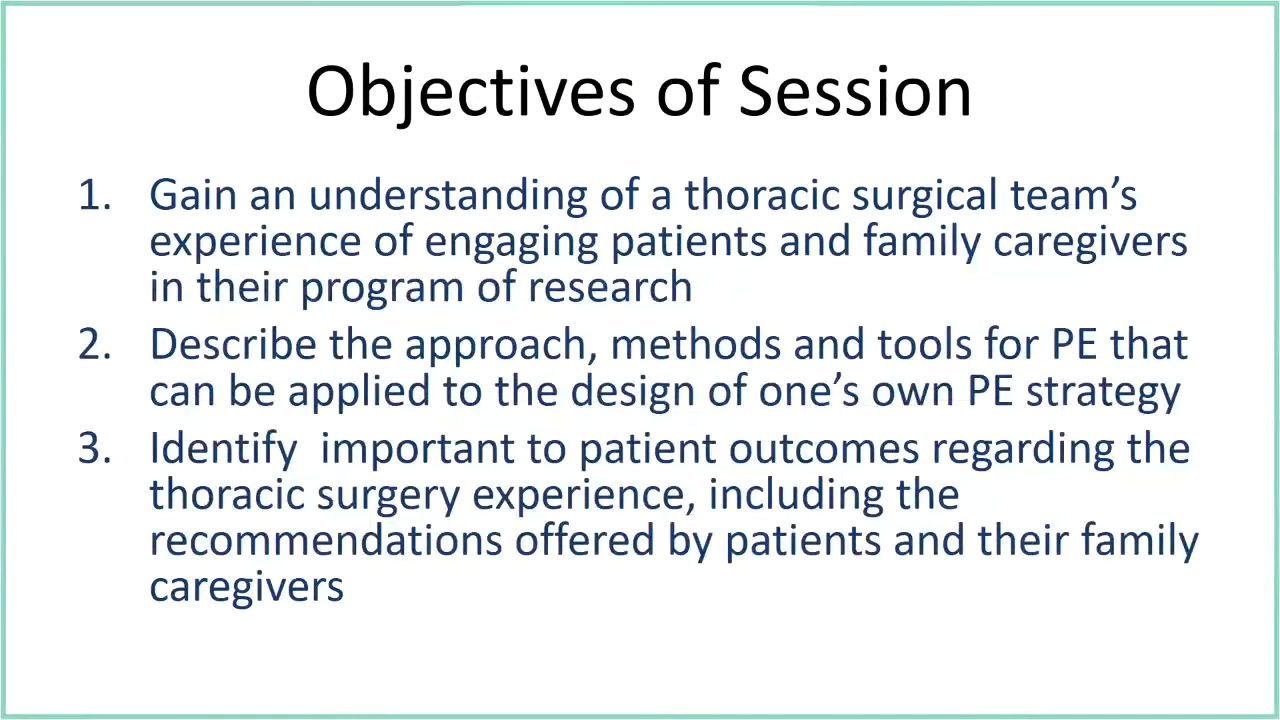 Objectives of Session
1. Gain an understanding of a thoracic surgical team’s
experience of engaging patients and family caregivers
in their program of research
2. Describe the approach, methods and tools for PE that
can be applied to the design of one’s own PE strategy
3. Identify  important to patient outcomes regarding the
thoracic surgery experience, including the
recommendations offered by patients and their family
caregivers